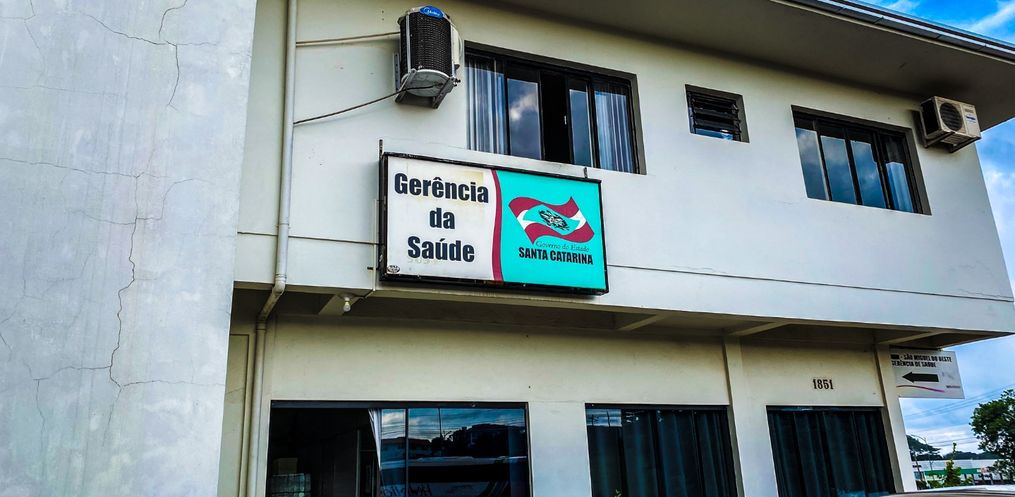 Gerência
da
Saúde
Governo do Estado
SANTA CATARINA
- SÃO MIGUEL DO OESTE
GERÊNCIA DE SAÚDE
1851